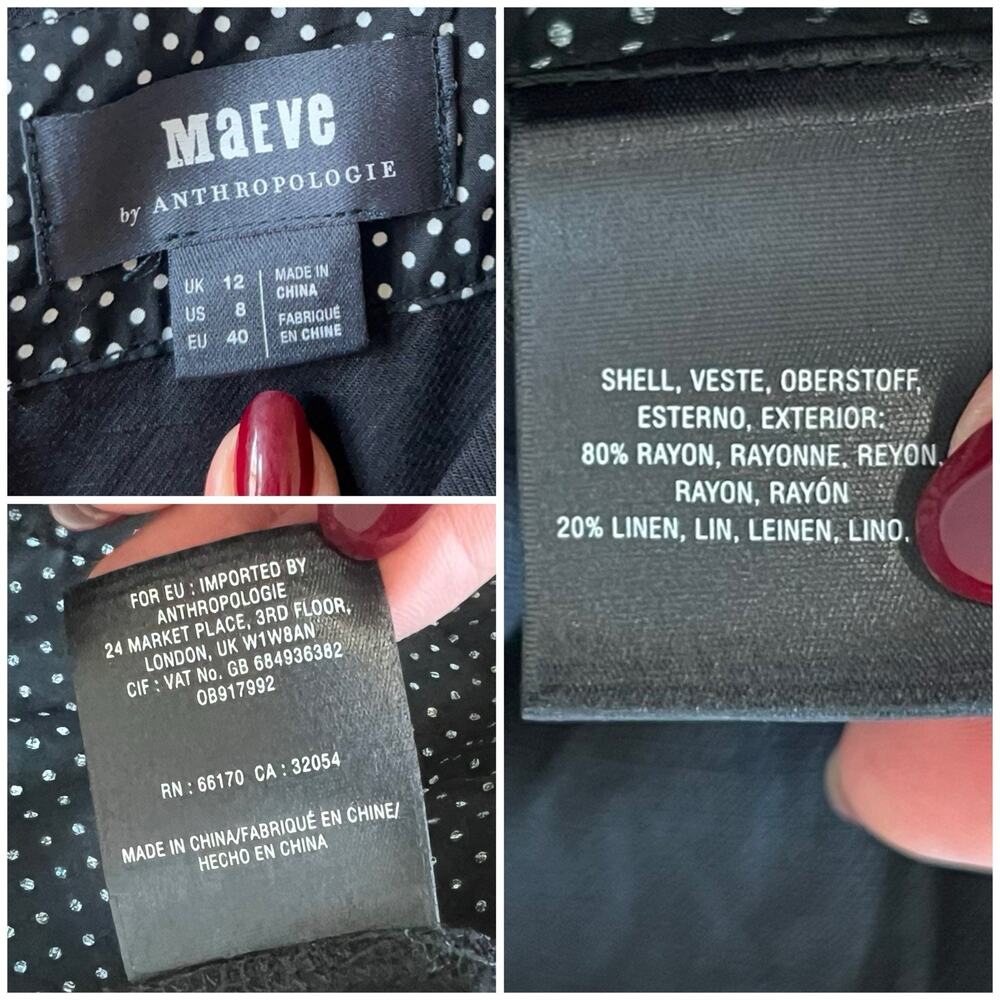 MaEVe
by ANTHROPOLOGIE
UK 12
US 8
EU 40
MADE IN
CHINA
FABRIQUÉ
EN CHINE
SHELL, VESTE, OBERSTOFF,
ESTERNO, EXTERIOR:
80% RAYON, RAYONNE, REYON,
RAYON, RAYÓN
20% LINEN, LIN, LEINEN, LINO,
FOR EU : IMPORTED BY
ANTHROPOLOGIE
24 MARKET PLACE, 3RD FLOOR,
LONDON, UK W1W8AN
CIF : VAT No. GB 684936382
OB917992
RN : 66170 CA : 32054
MADE IN CHINA/FABRIQUÉ EN CHINE/
HECHO EN CHINA